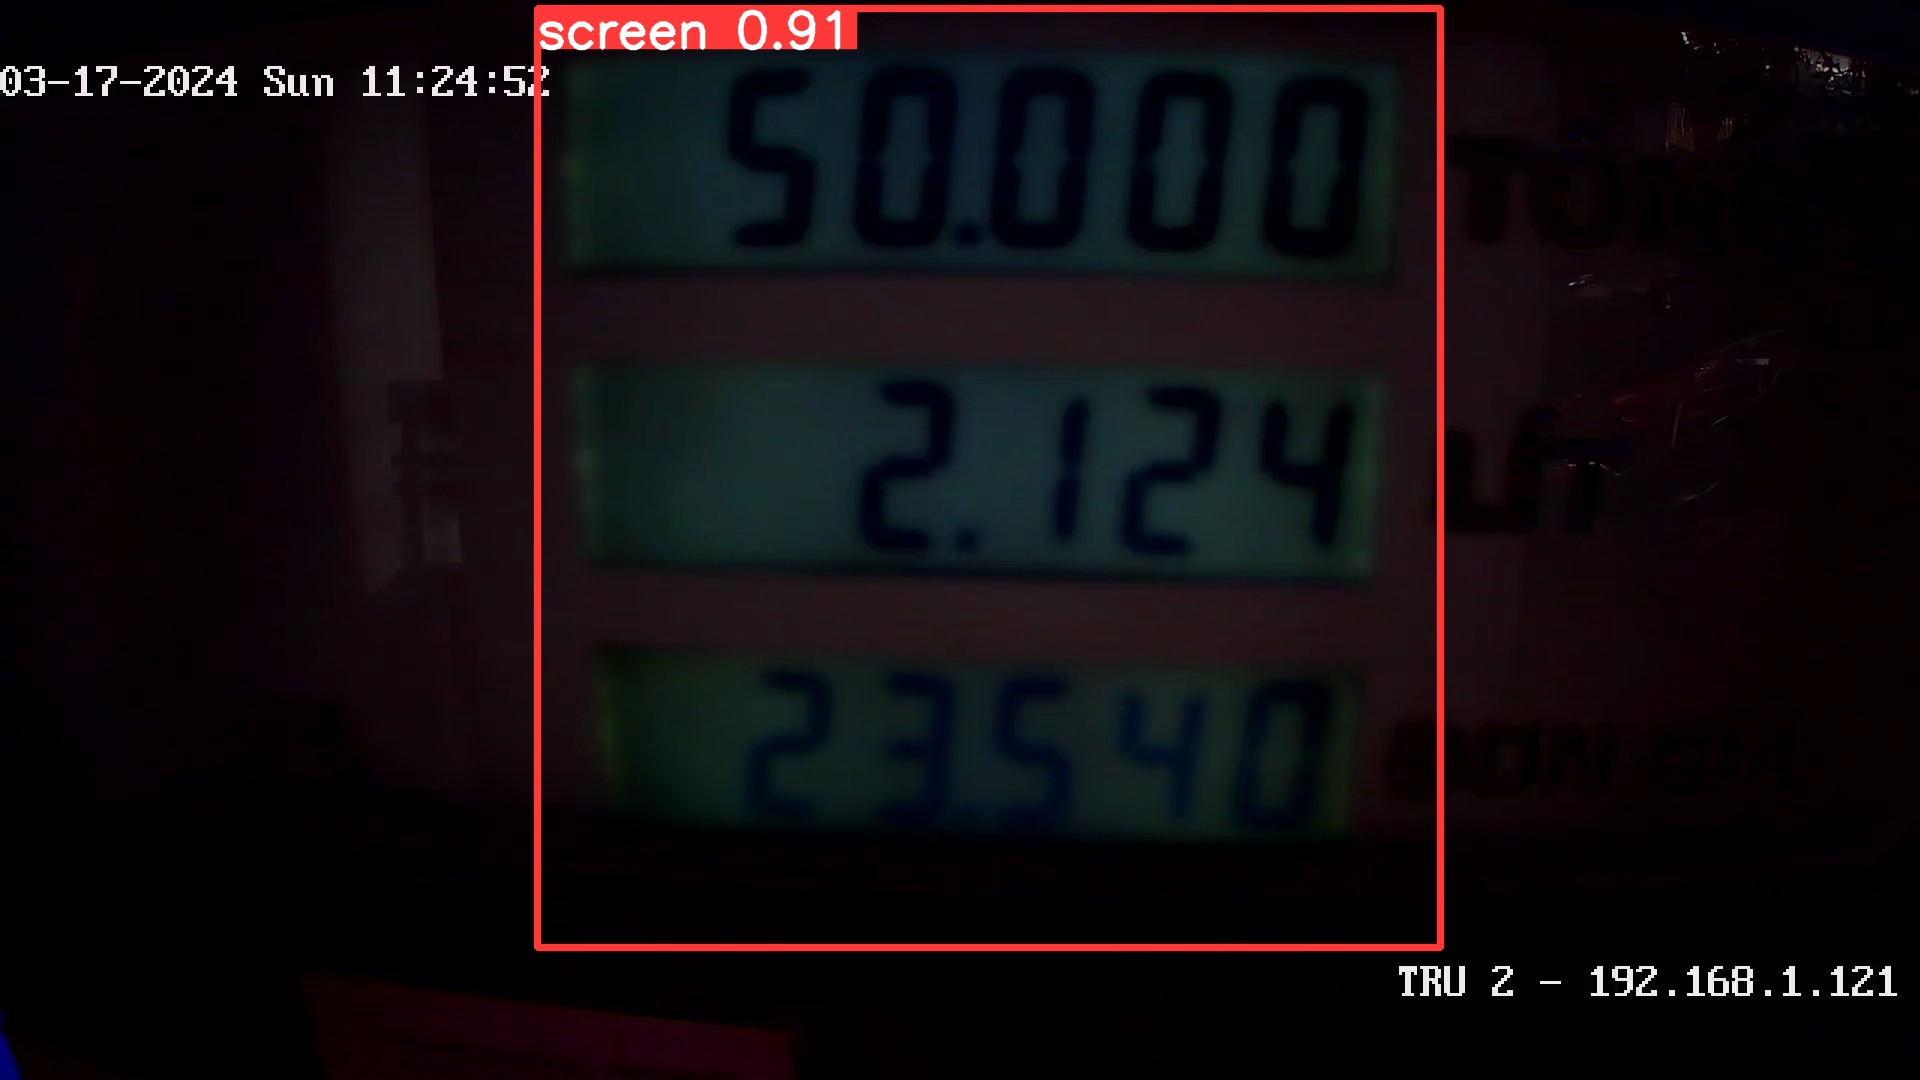 screen 0.91
03-17-2024 Sun 11:24:52
50.000
2.124
LÍT
23.540
TRU 2 - 192.168.1.121